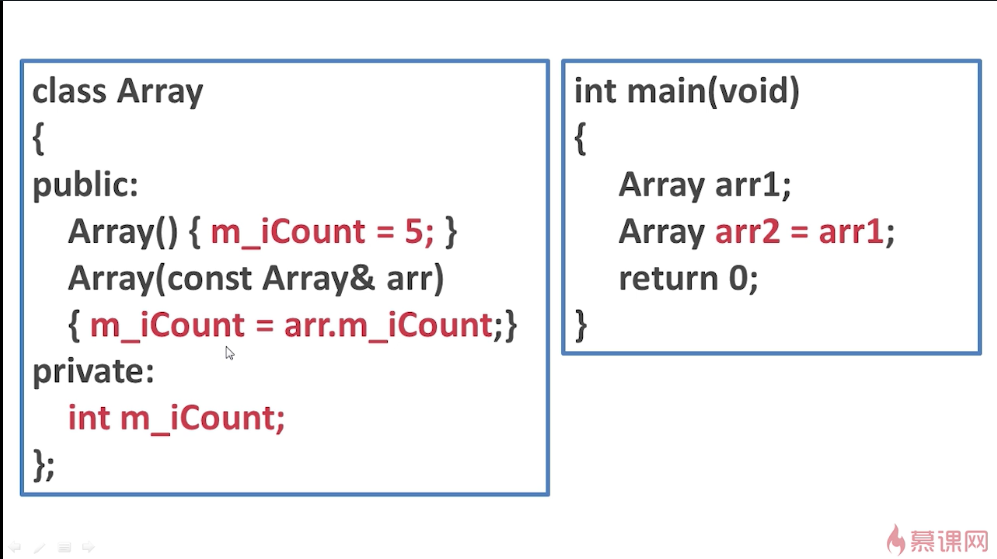 class Array
{
public:
Array() { m_iCount = 5; }
Array(const Array& arr)
{ m_iCount = arr.m_iCount;}
private:
int m_iCount;
};
int main(void)
{
Array arr1;
Array arr2 = arr1;
return 0;
}
慕课网